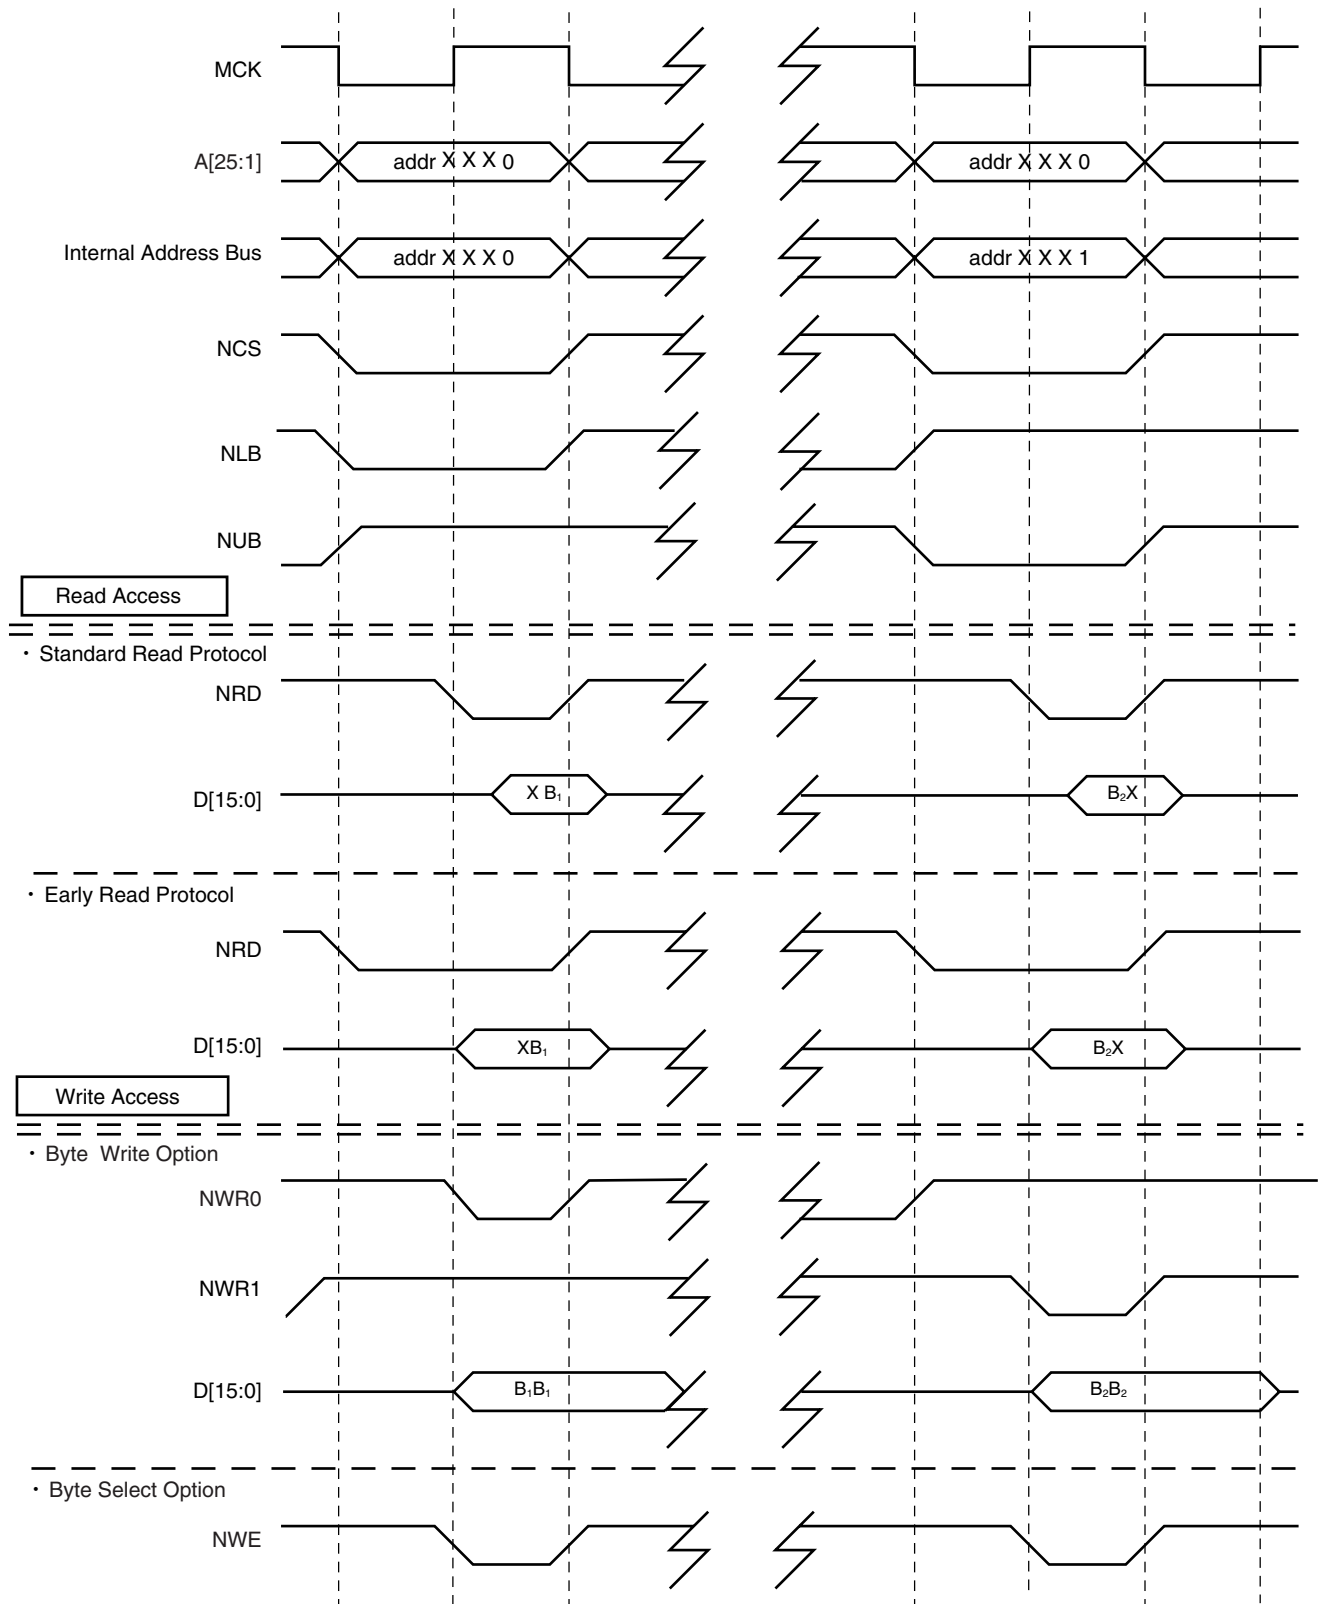 MCK
A[25:1]
addr X X X 0
addr X X X 0
Internal Address Bus
addr X X X 0
addr X X X 1
NCS
NLB
NUB
Read Access
· Standard Read Protocol
NRD
D[15:0]
X B₁
B₂X
· Early Read Protocol
NRD
D[15:0]
XB₁
B₂X
Write Access
· Byte Write Option
NWR0
NWR1
D[15:0]
B₁B₁
B₂B₂
· Byte Select Option
NWE